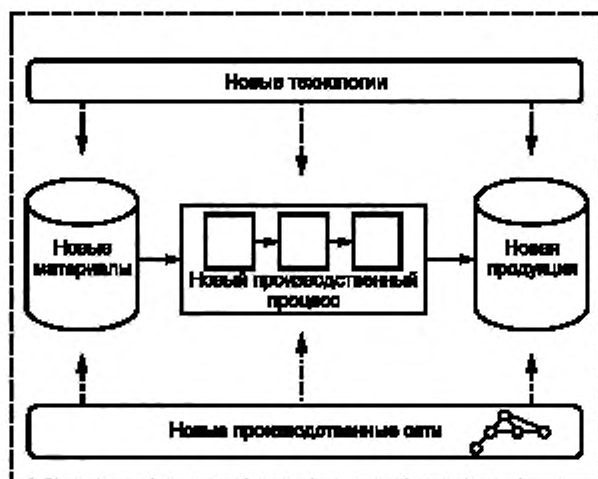 Новые технологии
Новые
материалы
Новый производственный
процесс
Новая
продукция
Новые производственные сети